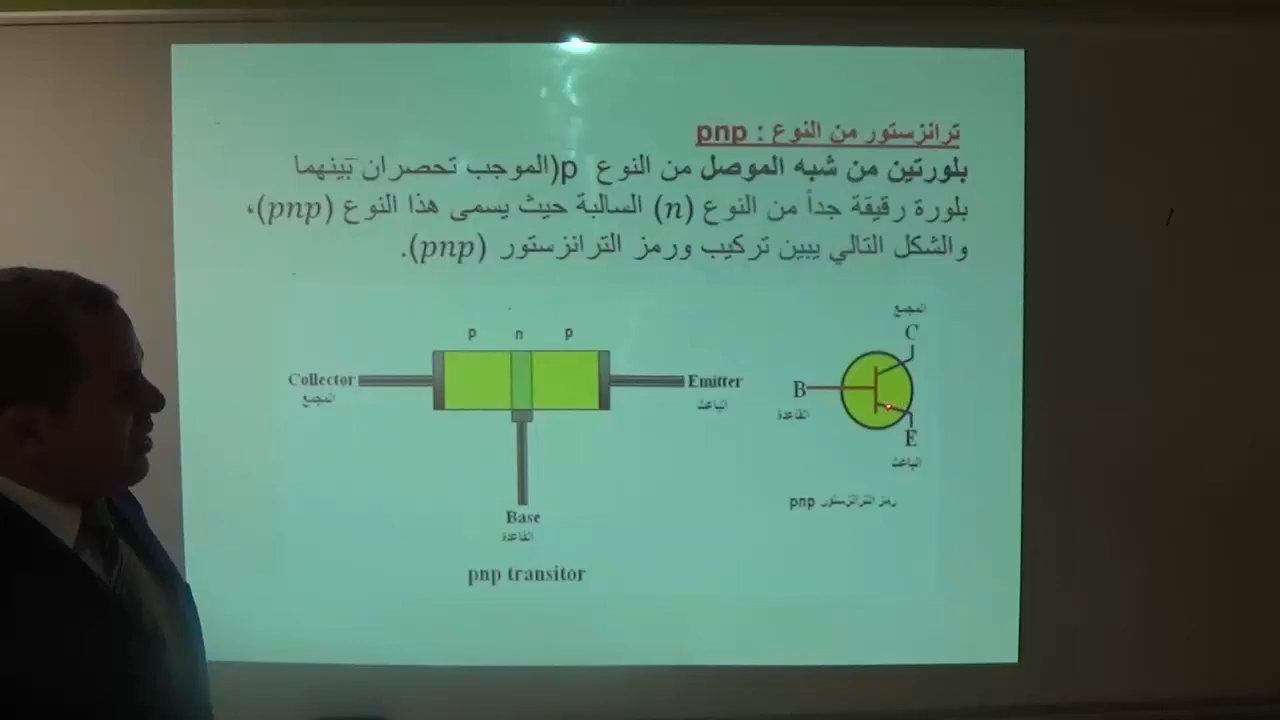 ترانزستور من النوع : pnp
بلورتين من شبه الموصل من النوع p(الموجب تحصران بينهما
بلورة رقيقة جداً من النوع (n) السالبة حيث يسمى هذا النوع (pnp)،
والشكل التالي يبين تركيب ورمز الترانزستور (pnp).
p n p
Collector
المجمع
Emitter
الباعث
Base
القاعدة
pnp transitor
المجمع
C
B
القاعدة
E
الباعث
رمز الترانزستور pnp